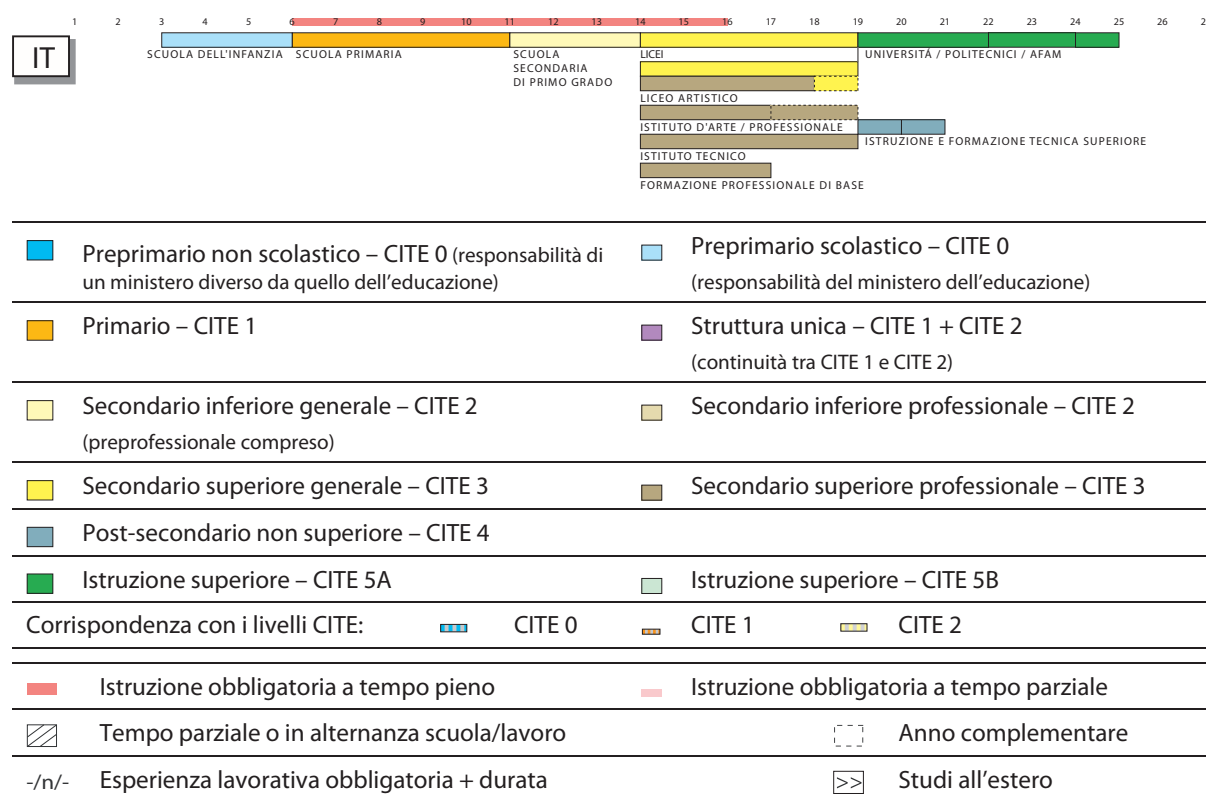 1 2 3 4 5 6 7 8 9 10 11 12 13 14 15 16 17 18 19 20 21 22 23 24 25 26 2
IT
SCUOLA DELL'INFANZIA SCUOLA PRIMARIA SCUOLA SECONDARIA DI PRIMO GRADO
LICEI
UNIVERSITÁ / POLITECNICI / AFAM
LICEO ARTISTICO
ISTITUTO D'ARTE / PROFESSIONALE
ISTRUZIONE E FORMAZIONE TECNICA SUPERIORE
ISTITUTO TECNICO
FORMAZIONE PROFESSIONALE DI BASE
Preprimario non scolastico – CITE 0 (responsabilità di
un ministero diverso da quello dell'educazione)
Preprimario scolastico – CITE 0
(responsabilità del ministero dell'educazione)
Primario – CITE 1
Struttura unica – CITE 1 + CITE 2
(continuità tra CITE 1 e CITE 2)
Secondario inferiore generale – CITE 2
(preprofessionale compreso)
Secondario inferiore professionale – CITE 2
Secondario superiore generale – CITE 3
Secondario superiore professionale – CITE 3
Post-secondario non superiore – CITE 4
Istruzione superiore – CITE 5A
Istruzione superiore – CITE 5B
Corrispondenza con i livelli CITE: CITE 0 CITE 1 CITE 2
Istruzione obbligatoria a tempo pieno
Istruzione obbligatoria a tempo parziale
Tempo parziale o in alternanza scuola/lavoro
Anno complementare
-/n/- Esperienza lavorativa obbligatoria + durata
>> Studi all'estero